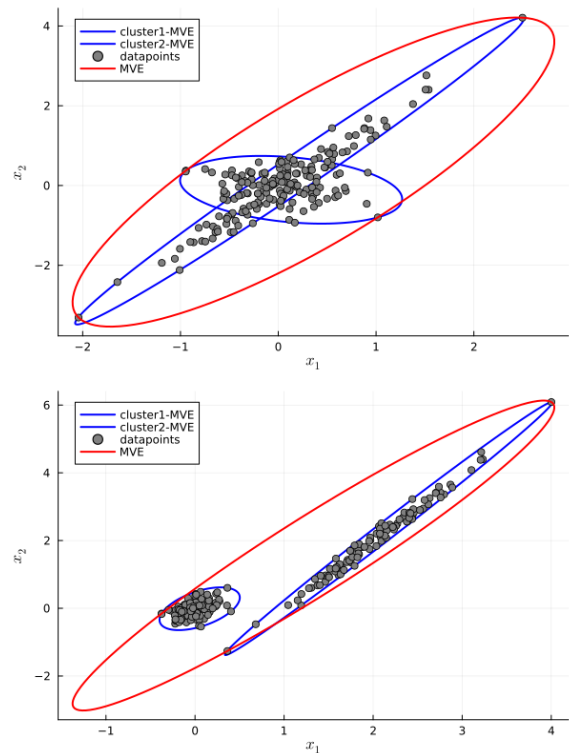 cluster1-MVE
cluster2-MVE
datapoints
MVE
4
2
0
−2
x₂
−2
−1
0
1
2
x₁
cluster1-MVE
cluster2-MVE
datapoints
MVE
6
4
2
0
−2
x₂
−1
0
1
2
3
4
x₁